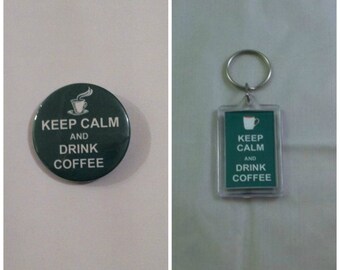 KEEP CALM
AND
DRINK
COFFEE
KEEP
CALM
AND
DRINK
COFFEE